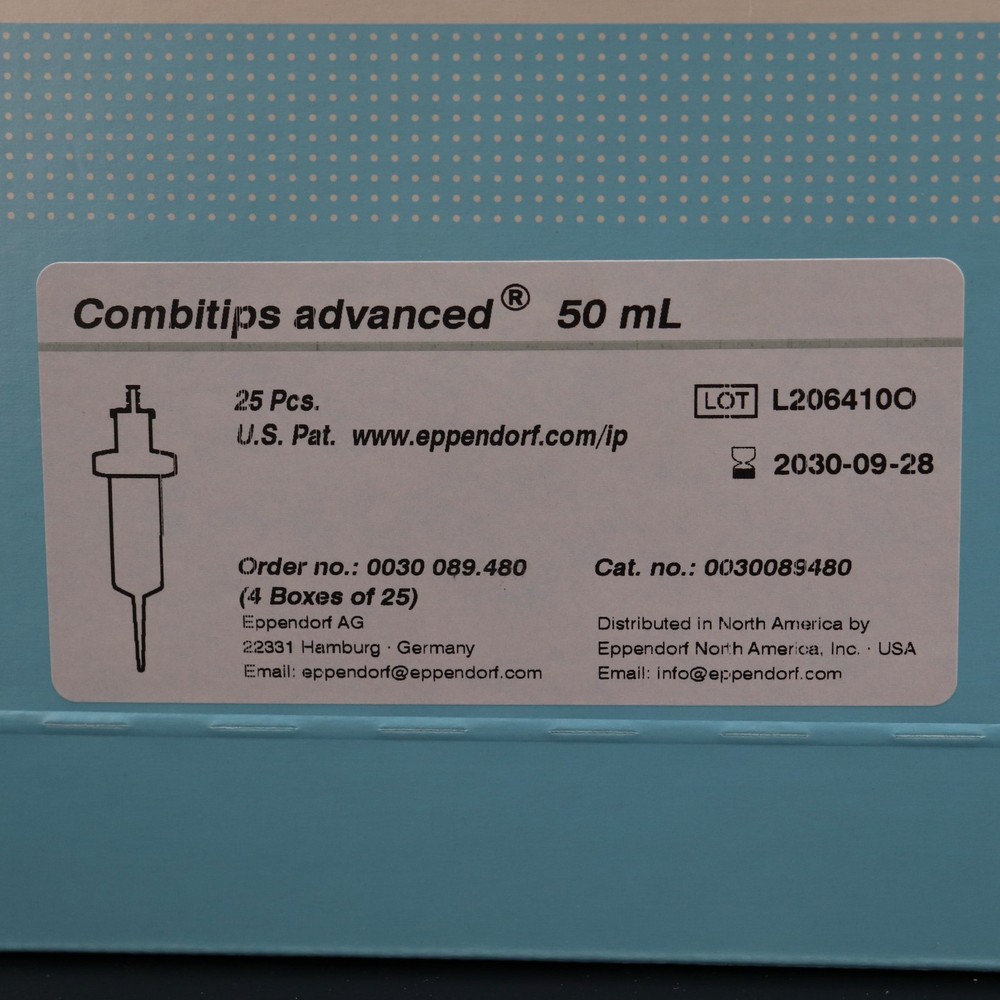 Combitips advanced® 50 mL
25 Pcs.
U.S. Pat. www.eppendorf.com/ip
LOT L206410O
2030-09-28
Order no.: 0030 089.480
(4 Boxes of 25)
Eppendorf AG
22331 Hamburg · Germany
Email: eppendorf@eppendorf.com
Cat. no.: 0030089480
Distributed in North America by
Eppendorf North America, Inc. · USA
Email: info@eppendorf.com